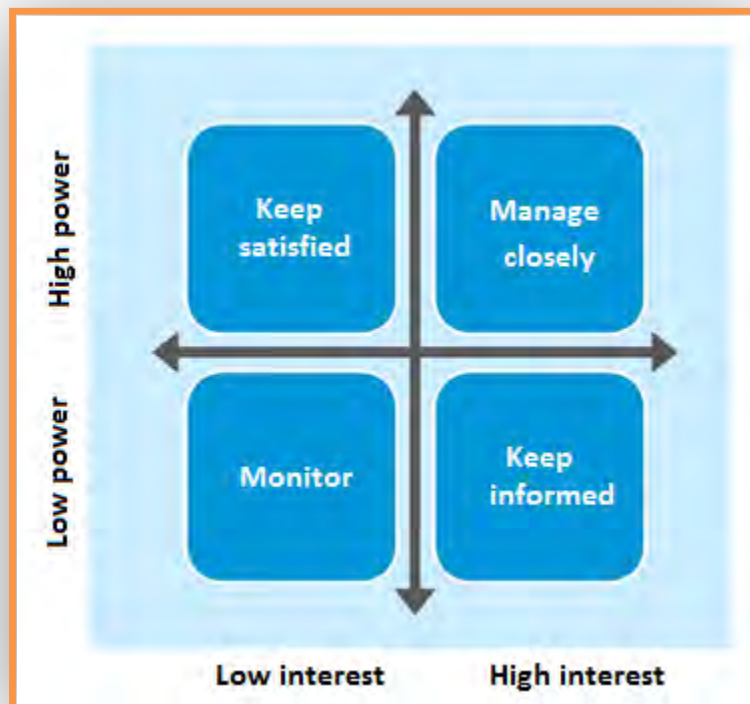 High power
Keep
satisfied
Manage
closely
Low power
Monitor
Keep
informed
Low interest
High interest